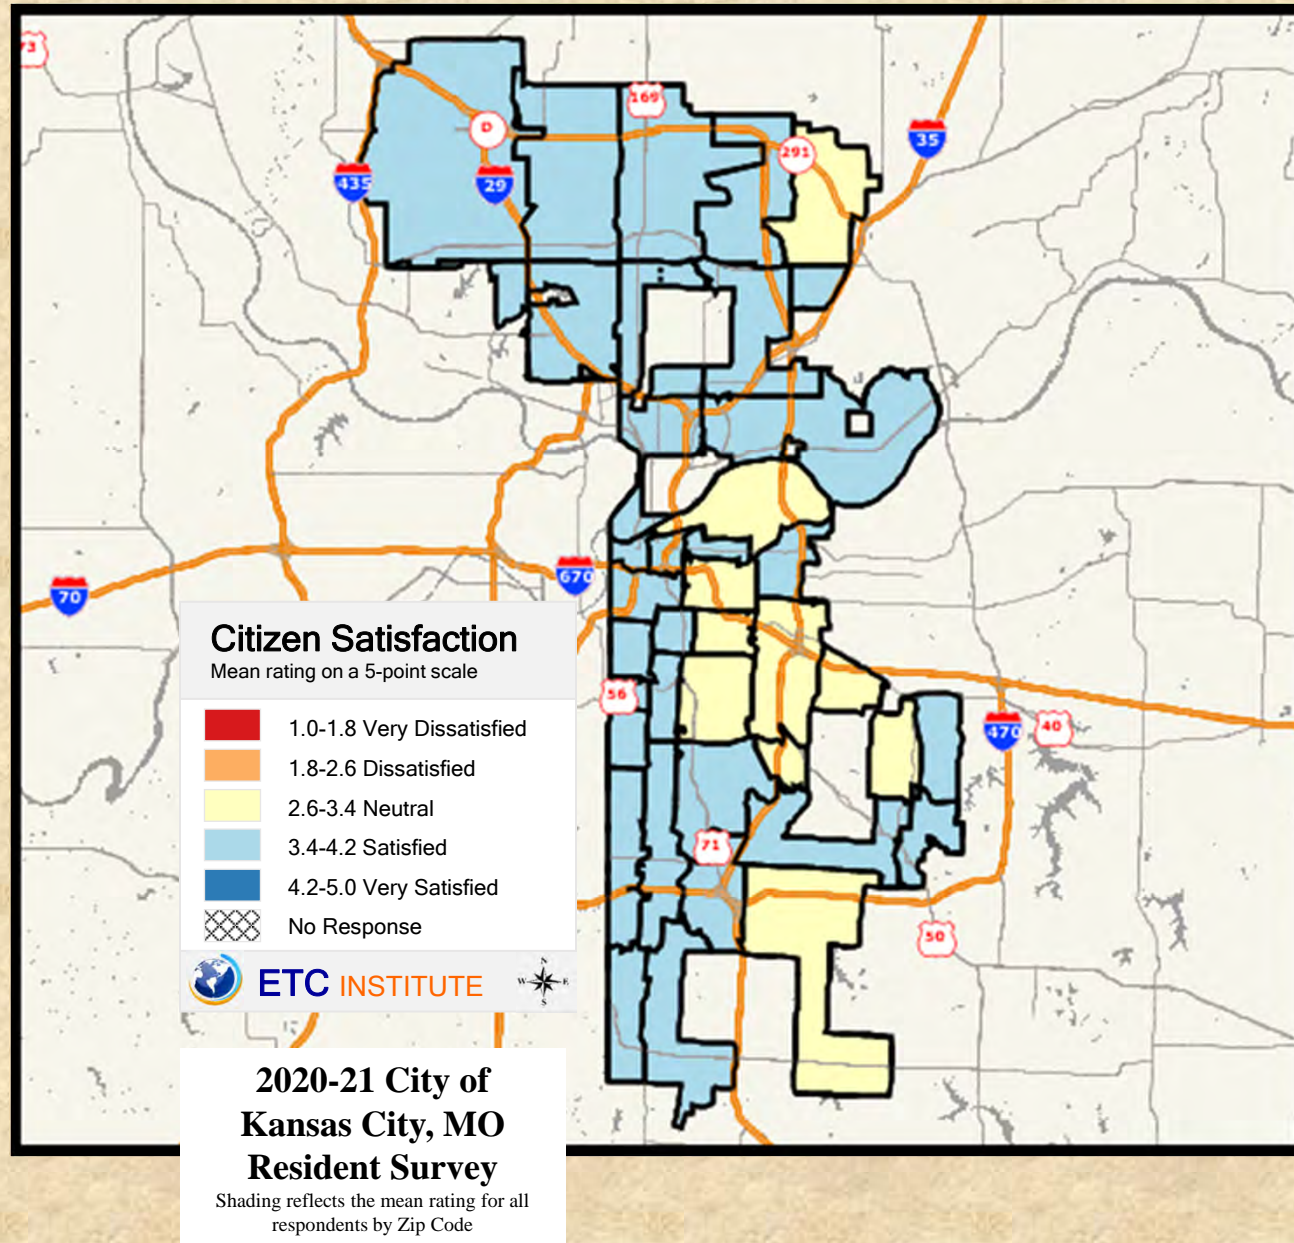 73
169
D
291
35
435
29
70
670
56
470
40
71
50
Citizen Satisfaction
Mean rating on a 5-point scale
1.0-1.8 Very Dissatisfied
1.8-2.6 Dissatisfied
2.6-3.4 Neutral
3.4-4.2 Satisfied
4.2-5.0 Very Satisfied
No Response
ETC INSTITUTE
N
W E
S
2020-21 City of
Kansas City, MO
Resident Survey
Shading reflects the mean rating for all
respondents by Zip Code